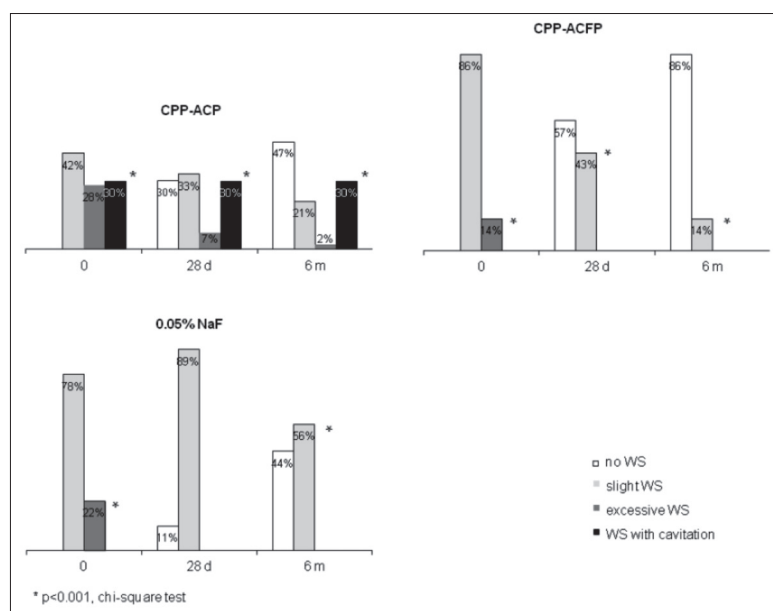 CPP-ACP
42%
28%
30%
*
30%
33%
7%
30%
*
47%
21%
2%
30%
*
0
28 d
6 m
CPP-ACFP
86%
14%
*
57%
43%
*
86%
14%
*
0
28 d
6 m
0.05% NaF
78%
22%
*
11%
89%
44%
56%
*
0
28 d
6 m
no WS
slight WS
excessive WS
WS with cavitation
* p<0.001, chi-square test